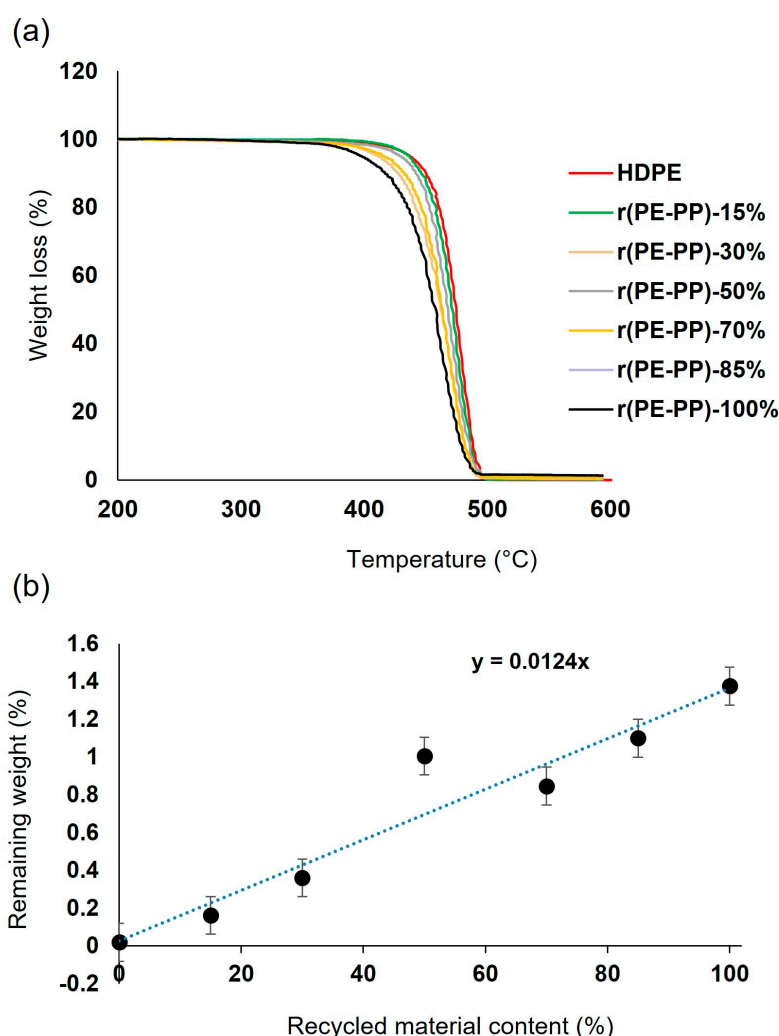 (a)
120
100
80
60
40
20
0
Weight loss (%)
200 300 400 500 600
Temperature (°C)
HDPE
r(PE-PP)-15%
r(PE-PP)-30%
r(PE-PP)-50%
r(PE-PP)-70%
r(PE-PP)-85%
r(PE-PP)-100%
(b)
1.6
1.4
1.2
1
0.8
0.6
0.4
0.2
0
-0.2
Remaining weight (%)
y = 0.0124x
0 20 40 60 80 100
Recycled material content (%)